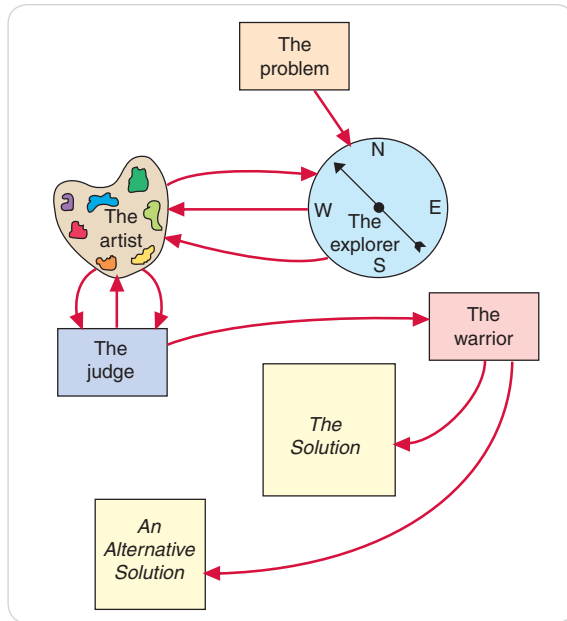 The
problem
N
W
E
The
explorer
S
The
artist
The
judge
The
warrior
The
Solution
An
Alternative
Solution